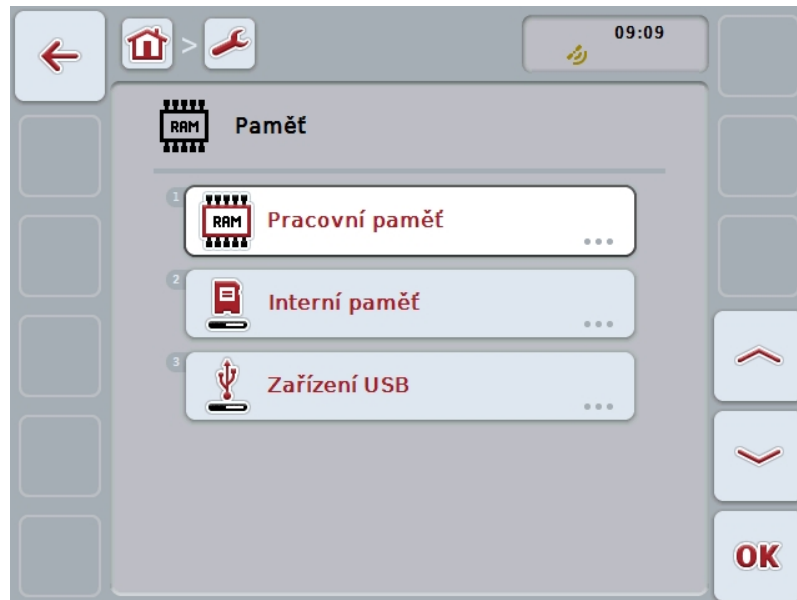 09:09
RAM
Paměť
1
RAM
Pracovní paměť
2
Interní paměť
3
Zařízení USB
OK